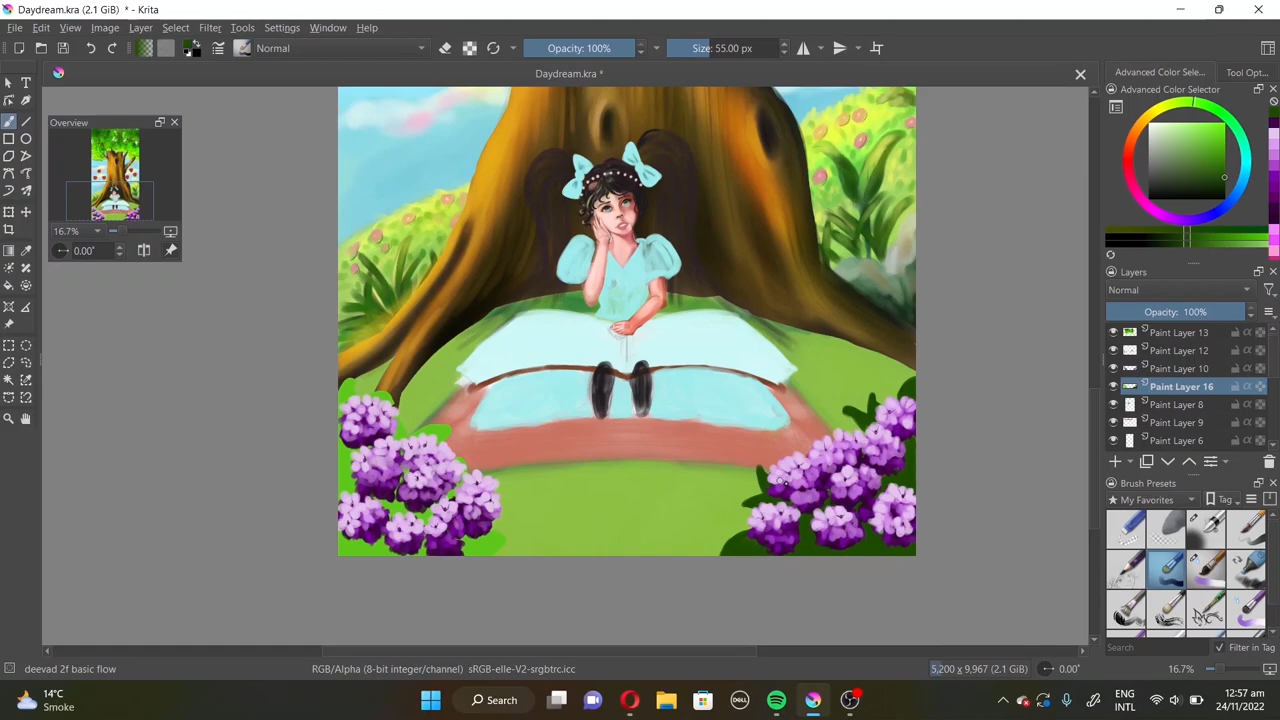 Daydream.kra (2.1 GiB) * - Krita
File Edit View Image Layer Select Filter Tools Settings Window Help
Normal Opacity: 100% Size: 55.00 px
Daydream.kra *
Advanced Color Sele... Tool Opt...
Advanced Color Selector
Overview
16.7%
0.00°
Layers
Normal
Opacity: 100%
Paint Layer 13
Paint Layer 12
Paint Layer 10
Paint Layer 16
Paint Layer 8
Paint Layer 9
Paint Layer 6
Brush Presets
My Favorites Tag
Search Filter in Tag
deevad 2f basic flow RGB/Alpha (8-bit integer/channel) sRGB-elle-V2-srgbtrc.icc 5,200 x 9,967 (2.1 GiB) 0.00° 16.7%
14°C
Smoke
Search
DELL
ENG
INTL
12:57 am
24/11/2022